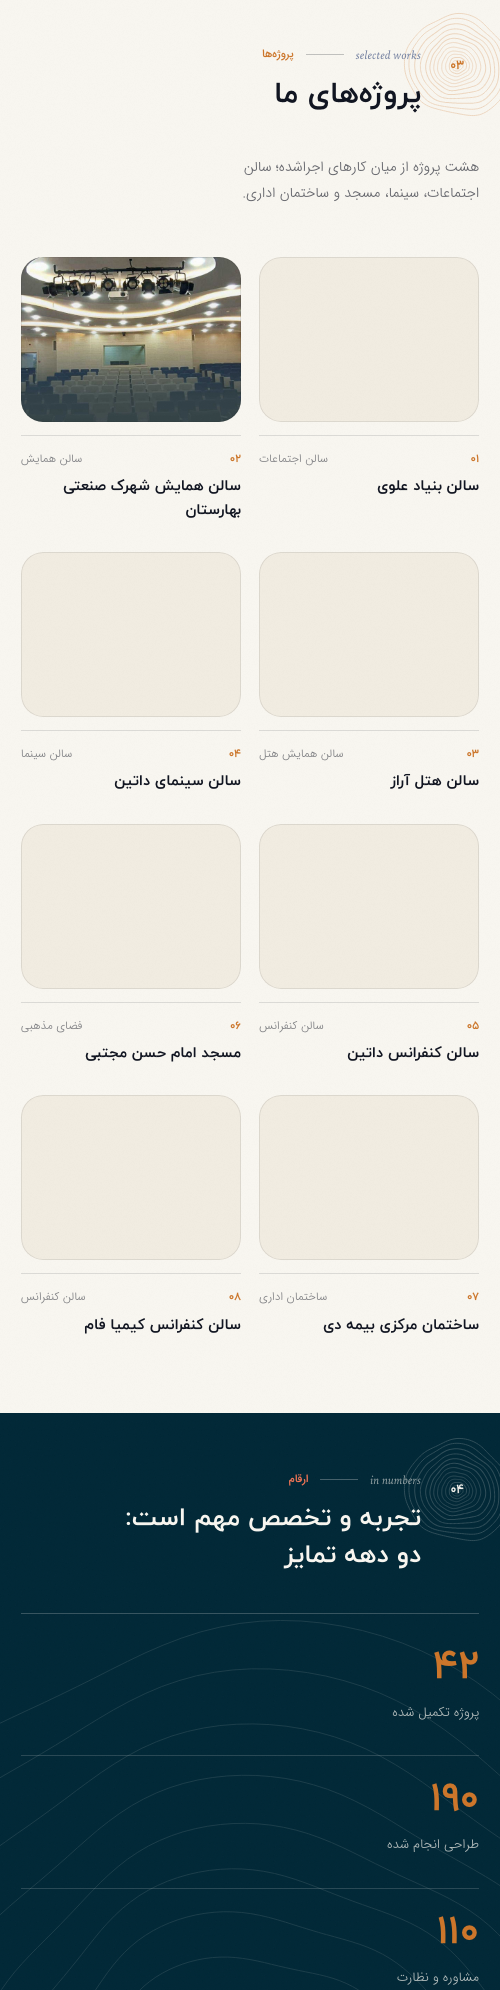 ۰۳
selected works پروژه‌ها
پروژه‌های ما
هشت پروژه از میان کارهای اجراشده؛ سالن
اجتماعات، سینما، مسجد و ساختمان اداری.
۰۱ سالن اجتماعات
سالن بنیاد علوی
۰۲ سالن همایش
سالن همایش شهرک صنعتی
بهارستان
۰۳ سالن همایش هتل
سالن هتل آراز
۰۴ سالن سینما
سالن سینمای داتین
۰۵ سالن کنفرانس
سالن کنفرانس داتین
۰۶ فضای مذهبی
مسجد امام حسن مجتبی
۰۷ ساختمان اداری
ساختمان مرکزی بیمه دی
۰۸ سالن کنفرانس
سالن کنفرانس کیمیا فام
۰۴
in numbers ارقام
تجربه و تخصص مهم است:
دو دهه تمایز
۴۲
پروژه تکمیل شده
۱۹۰
طراحی انجام شده
۱۱۰
مشاوره و نظارت